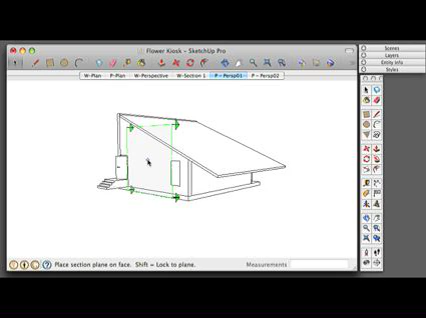 Flower Kiosk - SketchUp Pro
W-Plan P-Plan W-Perspective W-Section 1 P - Persp01 P - Persp02
Scenes
Layers
Entity Info
Styles
Place section plane on face. Shift = Lock to plane. Measurements